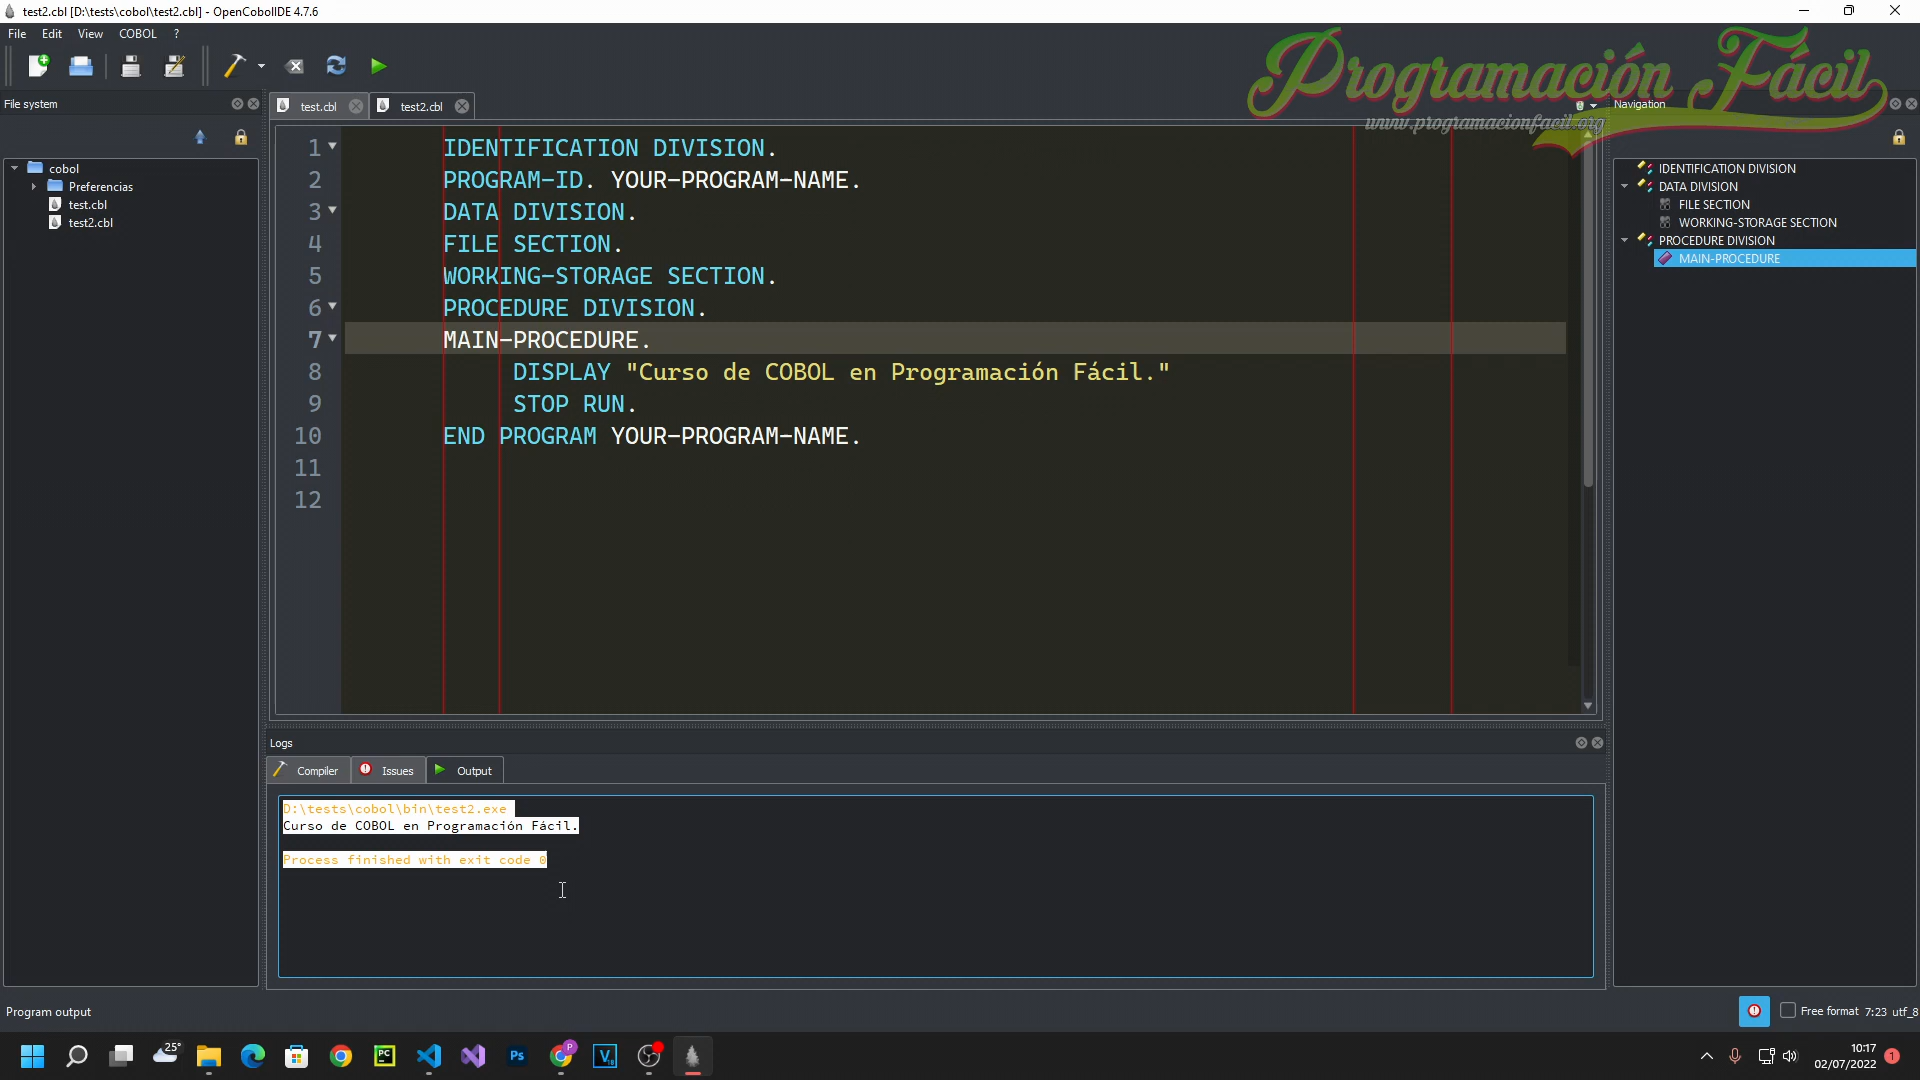 test2.cbl [D:\tests\cobol\test2.cbl] - OpenCobolIDE 4.7.6
File Edit View COBOL ?
Programación Fácil
www.programacionfacil.org
File system
test.cbl
test2.cbl
Navigation
cobol
Preferencias
test.cbl
test2.cbl
1 IDENTIFICATION DIVISION.
2 PROGRAM-ID. YOUR-PROGRAM-NAME.
3 DATA DIVISION.
4 FILE SECTION.
5 WORKING-STORAGE SECTION.
6 PROCEDURE DIVISION.
7 MAIN-PROCEDURE.
8 DISPLAY "Curso de COBOL en Programación Fácil."
9 STOP RUN.
10 END PROGRAM YOUR-PROGRAM-NAME.
11
12
IDENTIFICATION DIVISION
DATA DIVISION
FILE SECTION
WORKING-STORAGE SECTION
PROCEDURE DIVISION
MAIN-PROCEDURE
Logs
Compiler
Issues
Output
D:\tests\cobol\bin\test2.exe
Curso de COBOL en Programación Fácil.
Process finished with exit code 0
Program output
Free format 7:23 utf_8
25°
PC
Ps
P
V
10:17
02/07/2022
1